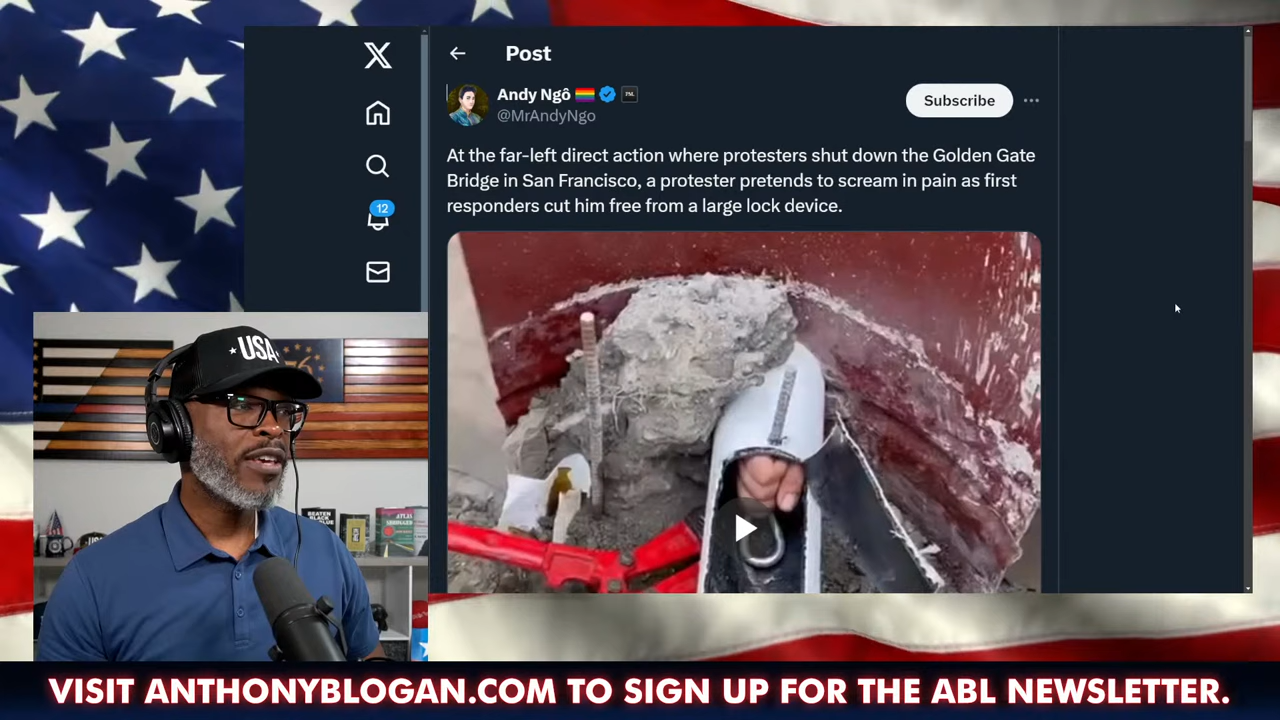 Post
Andy Ngô
@MrAndyNgo
Subscribe
At the far-left direct action where protesters shut down the Golden Gate
Bridge in San Francisco, a protester pretends to scream in pain as first
responders cut him free from a large lock device.
12
USA
VISIT ANTHONYBLOGAN.COM TO SIGN UP FOR THE ABL NEWSLETTER.